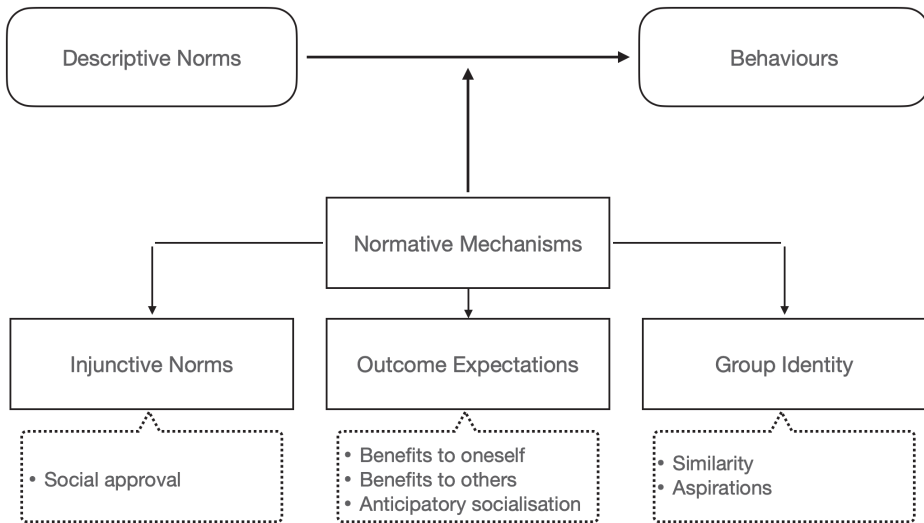 Descriptive Norms
Behaviours
Normative Mechanisms
Injunctive Norms
Outcome Expectations
Group Identity
• Social approval
• Benefits to oneself
• Benefits to others
• Anticipatory socialisation
• Similarity
• Aspirations